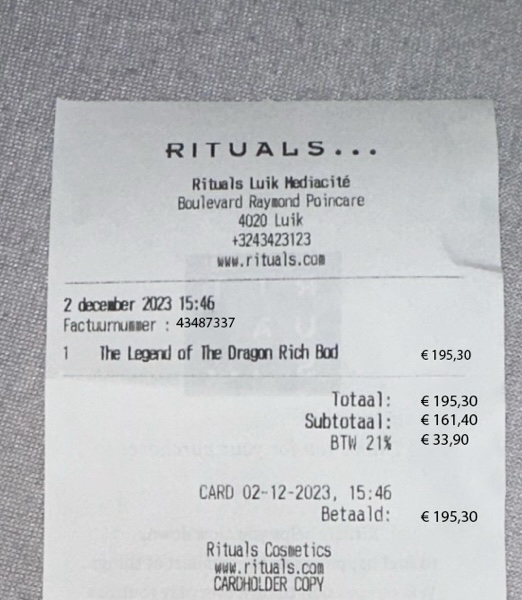 RITUALS...
Rituals Luik Mediacité
Boulevard Raymond Poincare
4020 Luik
+3243423123
www.rituals.com
2 december 2023 15:46
Factuurnummer : 43487337
1 The Legend of The Dragon Rich Bod € 195,30
Totaal: € 195,30
Subtotaal: € 161,40
BTW 21% € 33,90
CARD 02-12-2023, 15:46
Betaald: € 195,30
Rituals Cosmetics
www.rituals.com
CARDHOLDER COPY